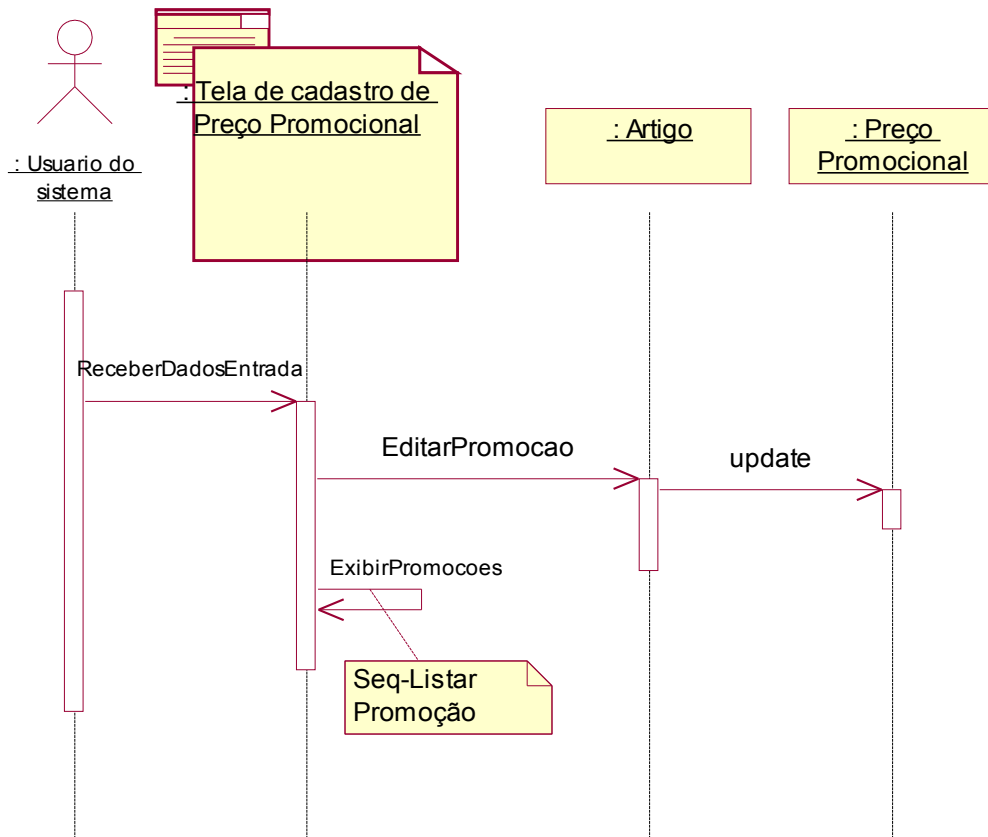 : Tela de cadastro de
Preço Promocional
: Usuario do
sistema
: Artigo
: Preço
Promocional
ReceberDadosEntrada
EditarPromocao
update
ExibirPromocoes
Seq-Listar
Promoção